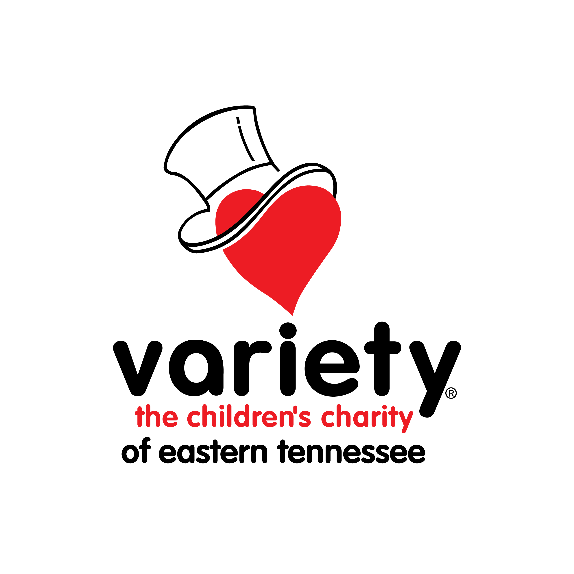 variety®
the children's charity
of eastern tennessee